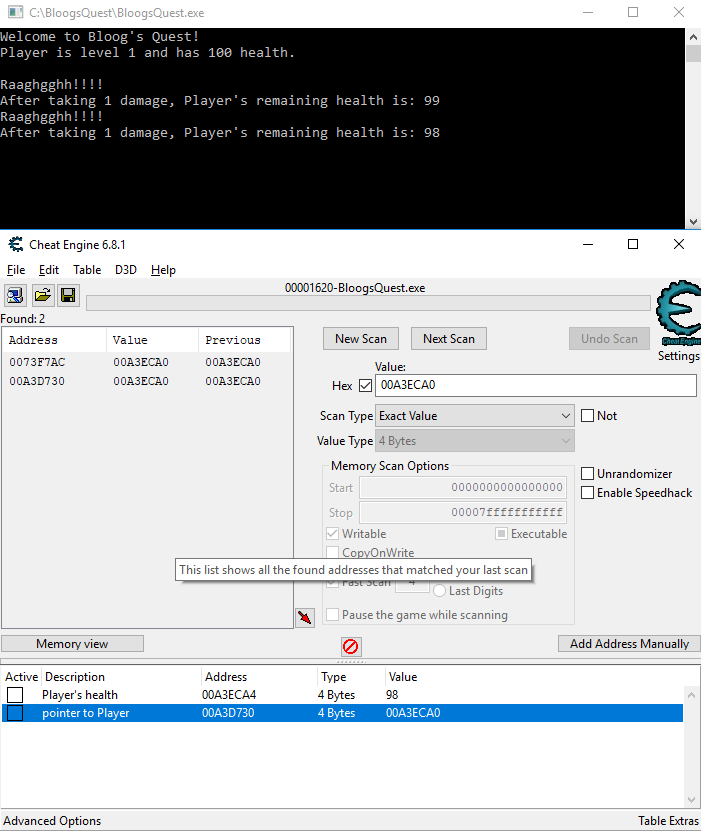 C:\BloogsQuest\BloogsQuest.exe
Welcome to Bloog's Quest!
Player is level 1 and has 100 health.
Raaghgghh!!!!
After taking 1 damage, Player's remaining health is: 99
Raaghgghh!!!!
After taking 1 damage, Player's remaining health is: 98
Cheat Engine 6.8.1
File Edit Table D3D Help
00001620-BloogsQuest.exe
Found: 2
Cheat Engine
Settings
Address Value Previous
0073F7AC 00A3ECA0 00A3ECA0
00A3D730 00A3ECA0 00A3ECA0
New Scan Next Scan Undo Scan
Value:
Hex 00A3ECA0
Scan Type Exact Value Not
Value Type 4 Bytes
Memory Scan Options
Start 0000000000000000
Stop 00007fffffffffff
Unrandomizer
Enable Speedhack
Writable Executable
CopyOnWrite
This list shows all the found addresses that matched your last scan
Fast Scan 4
Last Digits
Pause the game while scanning
Memory view Add Address Manually
Active Description Address Type Value
Player's health 00A3ECA4 4 Bytes 98
pointer to Player 00A3D730 4 Bytes 00A3ECA0
Advanced Options Table Extras